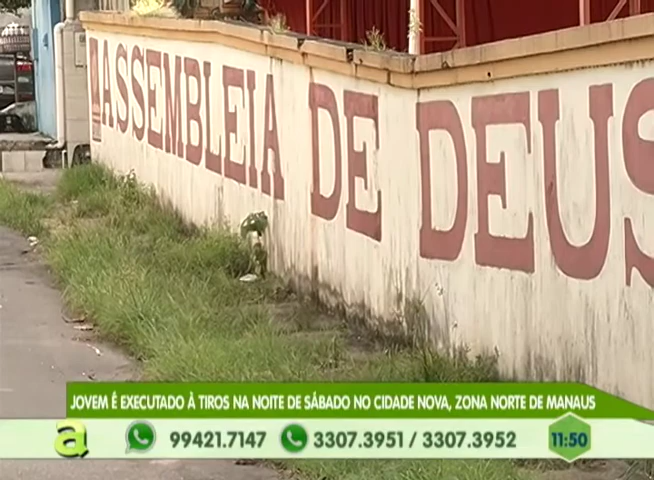 ASSEMBLEIA DE DEUS
JOVEM É EXECUTADO À TIROS NA NOITE DE SÁBADO NO CIDADE NOVA, ZONA NORTE DE MANAUS
a 99421.7147 3307.3951 / 3307.3952 11:50